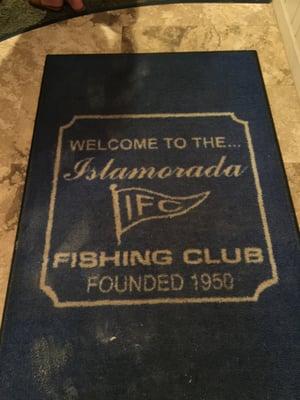 WELCOME TO THE...
Islamorada
IFC
FISHING CLUB
FOUNDED 1950